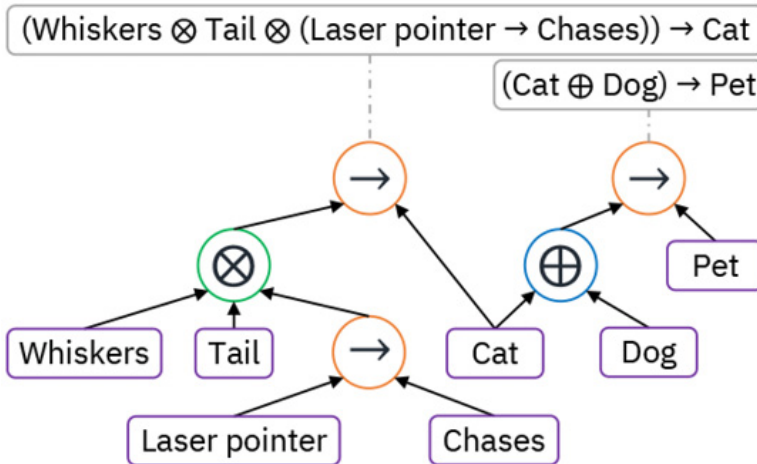 (Whiskers ⊗ Tail ⊗ (Laser pointer → Chases)) → Cat
(Cat ⊕ Dog) → Pet
→
→
⊗
⊕
Pet
Whiskers
Tail
→
Cat
Dog
Laser pointer
Chases